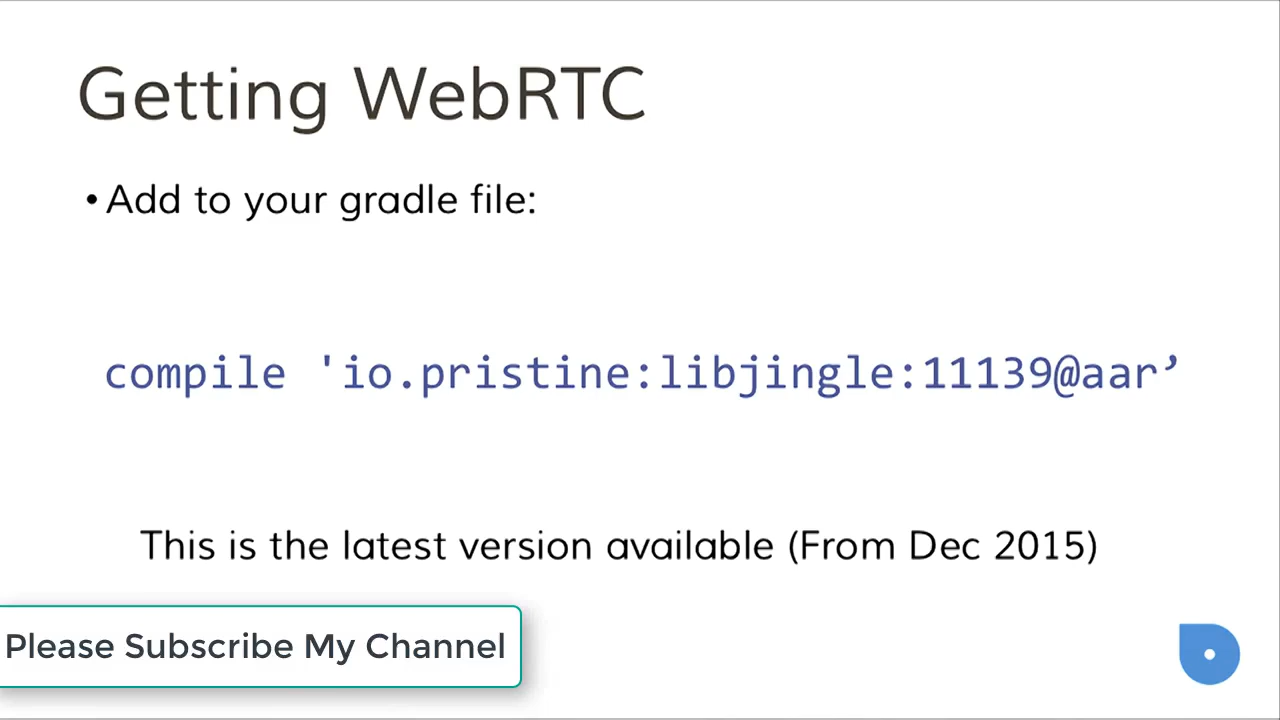 Getting WebRTC
• Add to your gradle file:
compile 'io.pristine:libjingle:11139@aar’
This is the latest version available (From Dec 2015)
Please Subscribe My Channel